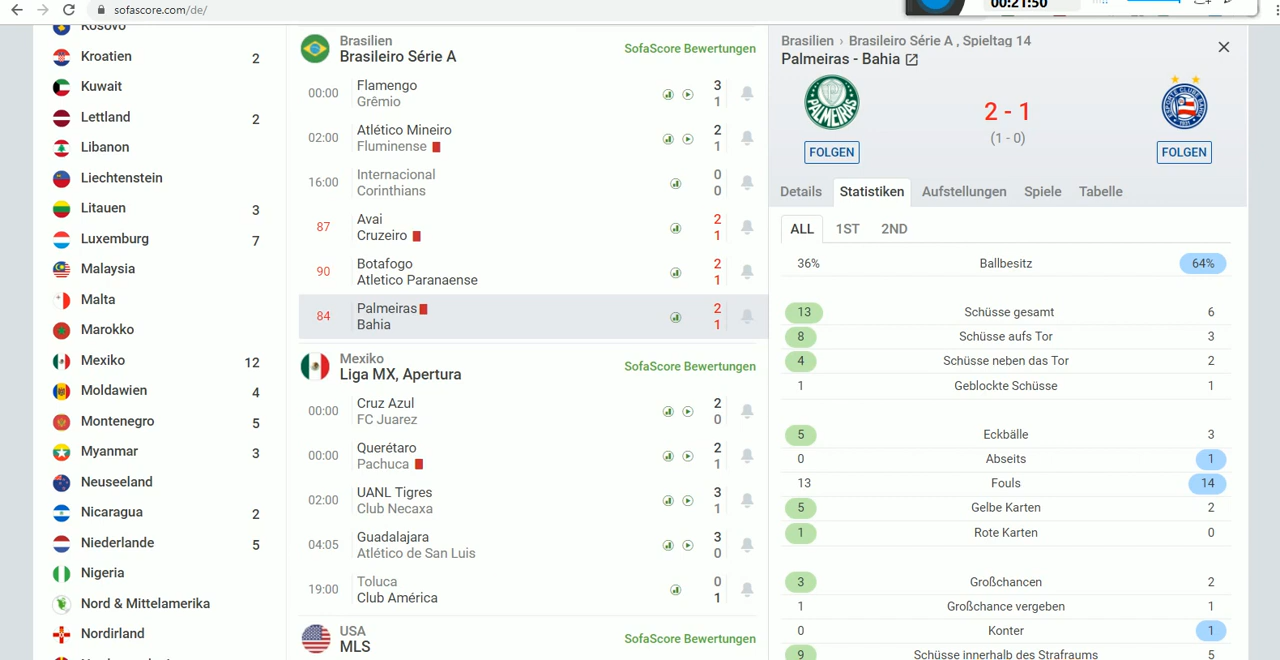 sofascore.com/de/
00:21:50
Kosovo
Kroatien 2
Kuwait
Lettland 2
Libanon
Liechtenstein
Litauen 3
Luxemburg 7
Malaysia
Malta
Marokko
Mexiko 12
Moldawien 4
Montenegro 5
Myanmar 3
Neuseeland
Nicaragua 2
Niederlande 5
Nigeria
Nord & Mittelamerika
Nordirland
Brasilien
Brasileiro Série A
SofaScore Bewertungen
00:00 Flamengo 3
Grêmio 1
02:00 Atlético Mineiro 2
Fluminense 1
16:00 Internacional 0
Corinthians 0
87 Avai 2
Cruzeiro 1
90 Botafogo 2
Atletico Paranaense 1
84 Palmeiras 2
Bahia 1
Mexiko
Liga MX, Apertura
SofaScore Bewertungen
00:00 Cruz Azul 2
FC Juarez 0
00:00 Querétaro 2
Pachuca 1
02:00 UANL Tigres 3
Club Necaxa 1
04:05 Guadalajara 3
Atlético de San Luis 0
19:00 Toluca 0
Club América 1
USA
MLS
SofaScore Bewertungen
Brasilien › Brasileiro Série A , Spieltag 14
Palmeiras - Bahia
PALMEIRAS
2 - 1
(1 - 0)
FOLGEN
FOLGEN
Details Statistiken Aufstellungen Spiele Tabelle
ALL 1ST 2ND
36% Ballbesitz 64%
13 Schüsse gesamt 6
8 Schüsse aufs Tor 3
4 Schüsse neben das Tor 2
1 Geblockte Schüsse 1
5 Eckbälle 3
0 Abseits 1
13 Fouls 14
5 Gelbe Karten 2
1 Rote Karten 0
3 Großchancen 2
1 Großchance vergeben 1
0 Konter 1
9 Schüsse innerhalb des Strafraums 5